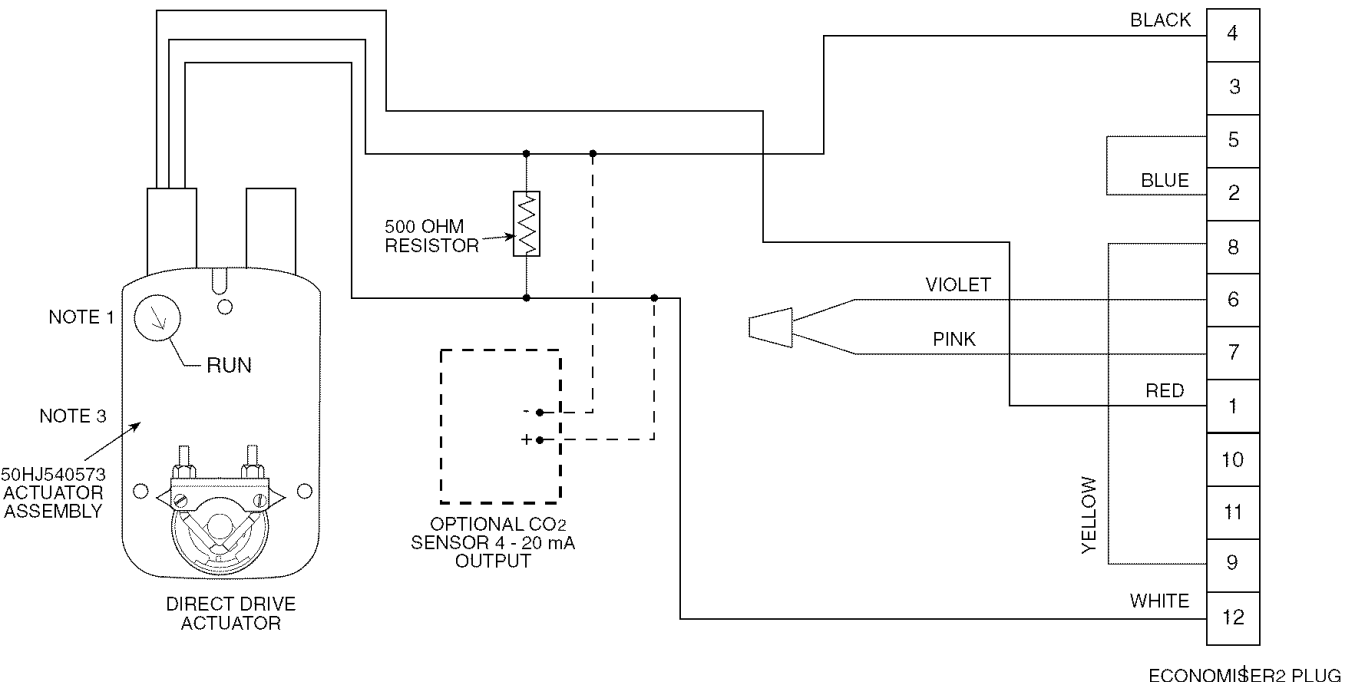 BLACK
4
3
5
BLUE
2
8
500 OHM
RESISTOR
VIOLET
6
NOTE 1
PINK
7
RUN
RED
1
NOTE 3
-
+
10
50HJ540573
ACTUATOR
ASSEMBLY
YELLOW
11
OPTIONAL CO2
SENSOR 4 - 20 mA
OUTPUT
9
DIRECT DRIVE
ACTUATOR
WHITE
12
ECONOMI$ER2 PLUG